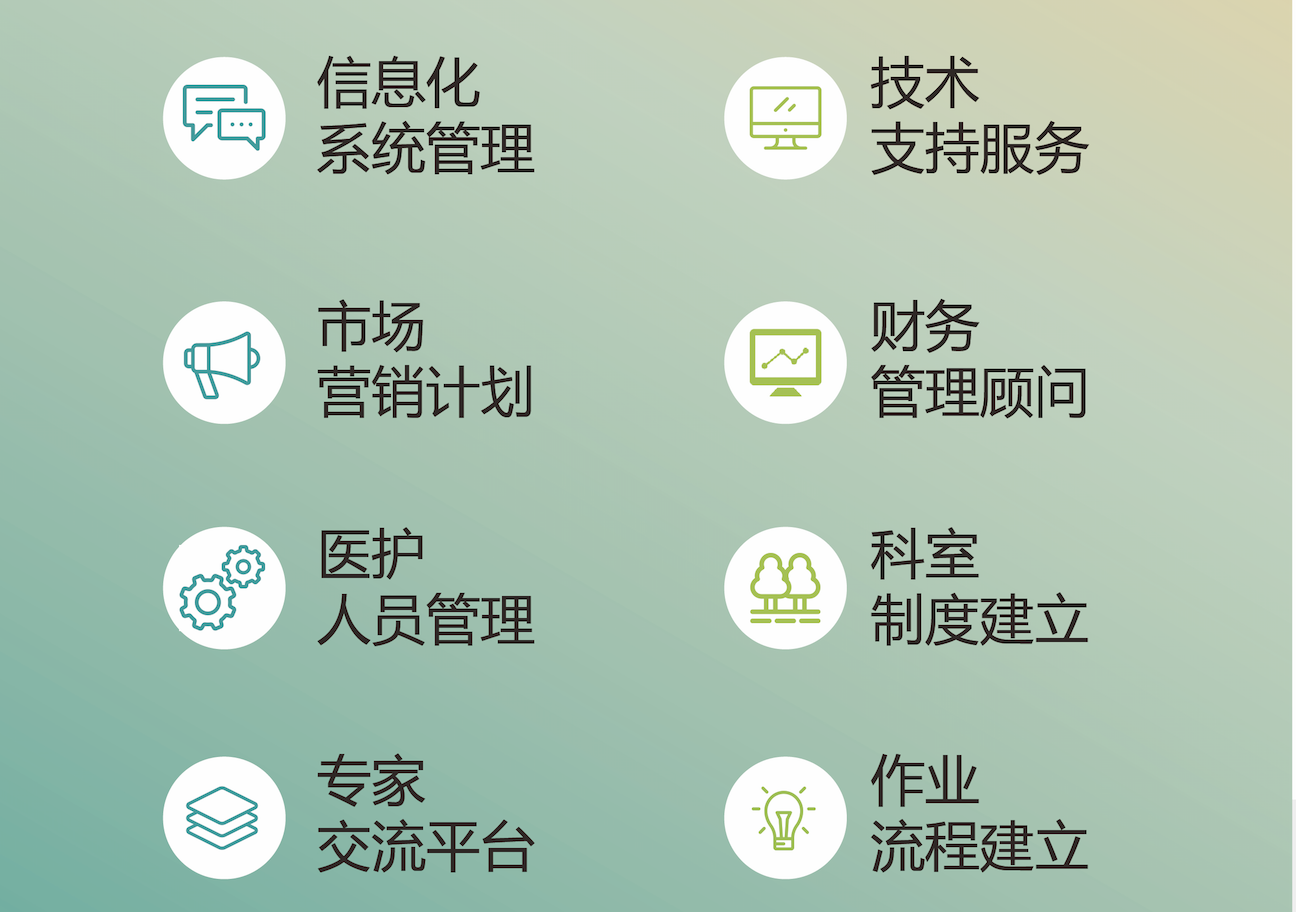 信息化
系统管理
技术
支持服务
市场
营销计划
财务
管理顾问
医护
人员管理
科室
制度建立
专家
交流平台
作业
流程建立